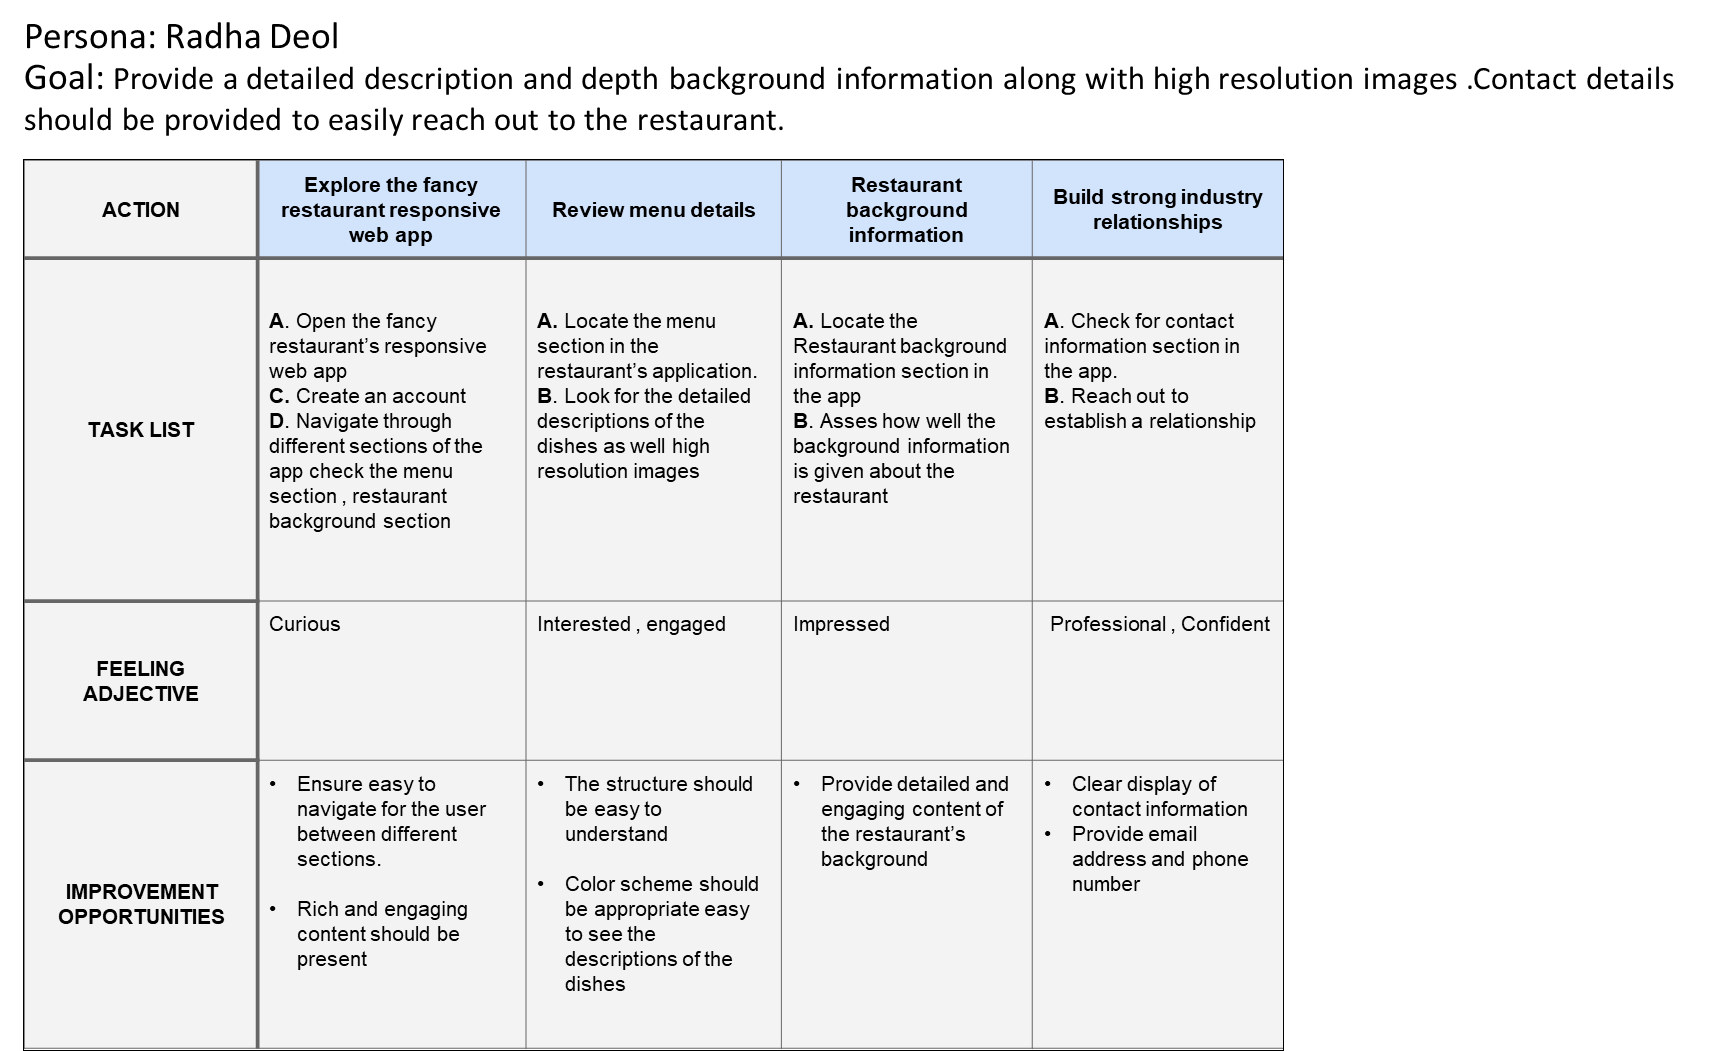 Persona: Radha Deol
Goal: Provide a detailed description and depth background information along with high resolution images .Contact details
should be provided to easily reach out to the restaurant.
ACTION
Explore the fancy
restaurant responsive
web app
Review menu details
Restaurant
background
information
Build strong industry
relationships
TASK LIST
A. Open the fancy
restaurant’s responsive
web app
C. Create an account
D. Navigate through
different sections of the
app check the menu
section , restaurant
background section
A. Locate the menu
section in the
restaurant’s application.
B. Look for the detailed
descriptions of the
dishes as well high
resolution images
A. Locate the
Restaurant background
information section in
the app
B. Asses how well the
background information
is given about the
restaurant
A. Check for contact
information section in
the app.
B. Reach out to
establish a relationship
FEELING
ADJECTIVE
Curious
Interested , engaged
Impressed
Professional , Confident
IMPROVEMENT
OPPORTUNITIES
• Ensure easy to
navigate for the user
between different
sections.
• Rich and engaging
content should be
present
• The structure should
be easy to
understand
• Color scheme should
be appropriate easy
to see the
descriptions of the
dishes
• Provide detailed and
engaging content of
the restaurant’s
background
• Clear display of
contact information
• Provide email
address and phone
number